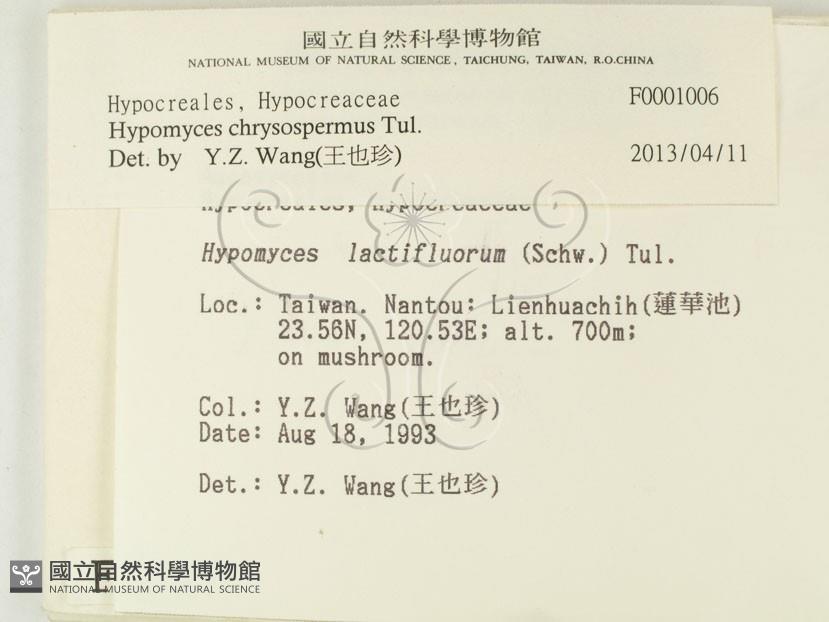 國立自然科學博物館
NATIONAL MUSEUM OF NATURAL SCIENCE, TAICHUNG, TAIWAN, R.O.CHINA
Hypocreales, Hypocreaceae F0001006
Hypomyces chrysospermus Tul.
Det. by Y.Z. Wang(王也珍) 2013/04/11
Hypocreales, Hypocreaceae
Hypomyces lactifluorum (Schw.) Tul.
Loc.: Taiwan. Nantou: Lienhuachih(蓮華池)
23.56N, 120.53E; alt. 700m;
on mushroom.
Col.: Y.Z. Wang(王也珍)
Date: Aug 18, 1993
Det.: Y.Z. Wang(王也珍)
F
國立自然科學博物館
NATIONAL MUSEUM OF NATURAL SCIENCE